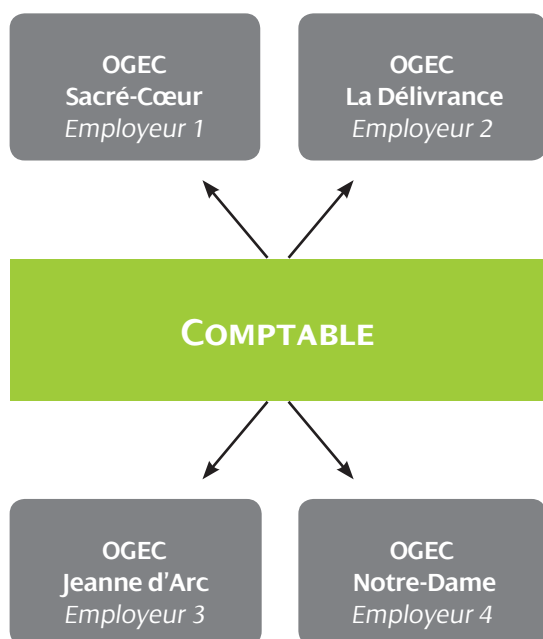 OGEC
Sacré-Cœur
Employeur 1
OGEC
La Délivrance
Employeur 2
COMPTABLE
OGEC
Jeanne d'Arc
Employeur 3
OGEC
Notre-Dame
Employeur 4